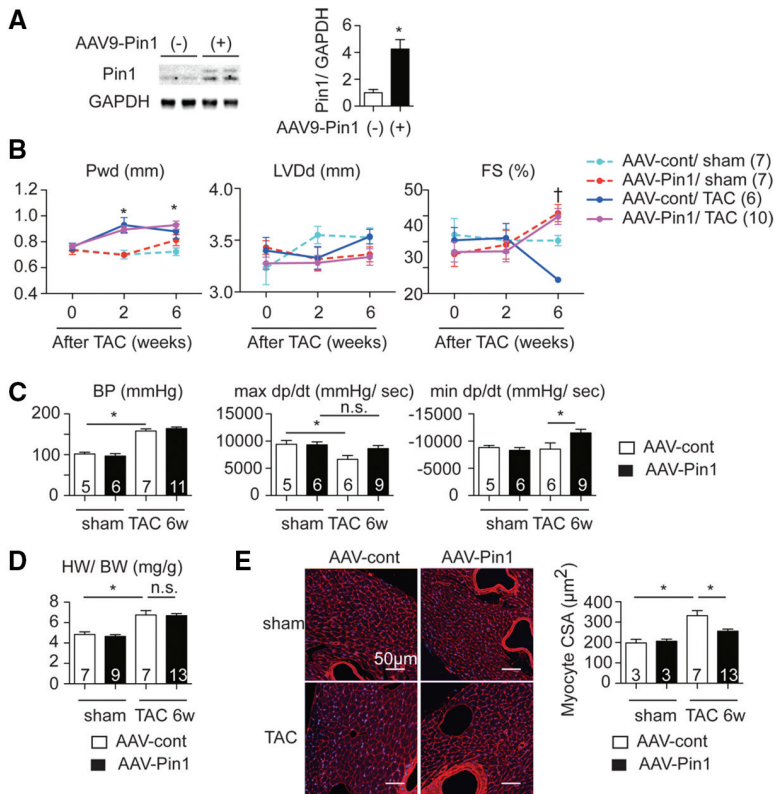 A
AAV9-Pin1 (-) (+)
Pin1
GAPDH
Pin1/ GAPDH
6
4
2
0
*
AAV9-Pin1 (-) (+)
B
Pwd (mm)
1.2
1.0
0.8
0.6
0.4
* *
0 2 6
After TAC (weeks)
LVDd (mm)
4.0
3.5
3.0
0 2 6
After TAC (weeks)
FS (%)
50
40
30
20
†
0 2 6
After TAC (weeks)
AAV-cont/ sham (7)
AAV-Pin1/ sham (7)
AAV-cont/ TAC (6)
AAV-Pin1/ TAC (10)
C
BP (mmHg)
200
100
0
*
5 6 7 11
sham TAC 6w
max dp/dt (mmHg/ sec)
15000
10000
5000
0
n.s.
*
5 6 6 9
sham TAC 6w
min dp/dt (mmHg/ sec)
-15000
-10000
-5000
0
*
5 6 6 9
sham TAC 6w
AAV-cont
AAV-Pin1
D
HW/ BW (mg/g)
8
6
4
2
0
* n.s.
7 9 7 13
sham TAC 6w
AAV-cont
AAV-Pin1
E
AAV-cont AAV-Pin1
sham
50μm
TAC
Myocyte CSA (μm2)
400
300
200
100
0
* *
3 3 7 13
sham TAC 6w
AAV-cont
AAV-Pin1